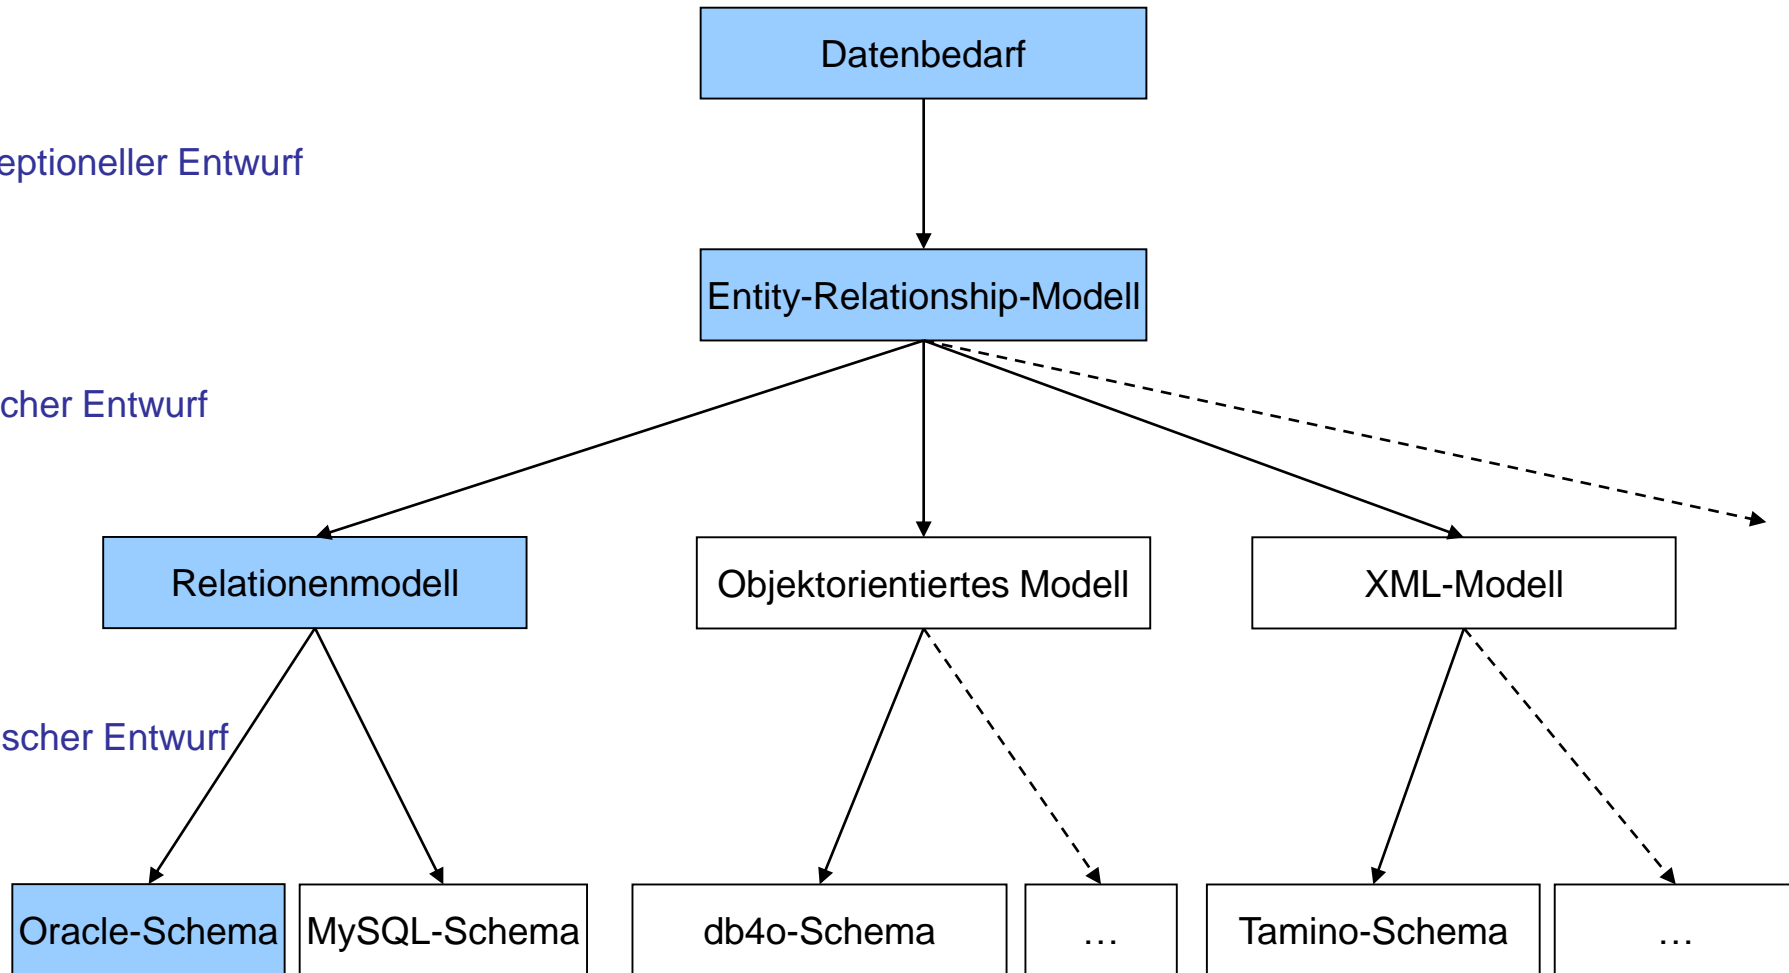 Datenbedarf
eptioneller Entwurf
Entity-Relationship-Modell
cher Entwurf
Relationenmodell
Objektorientiertes Modell
XML-Modell
scher Entwurf
Oracle-Schema
MySQL-Schema
db4o-Schema
…
Tamino-Schema
…